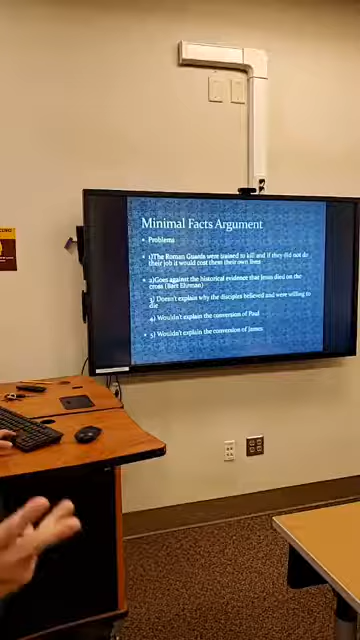 Minimal Facts Argument
• Problems
• 1)The Roman Guards were trained to kill and if they did not do
their job it would cost them their own lives
• 2)Goes against the historical evidence that Jesus died on the
cross (Bart Ehrman)
• 3) Doesn't explain why the disciples believed and were willing to
die
• 4) Wouldn't explain the conversion of Paul
• 5) Wouldn't explain the conversion of James